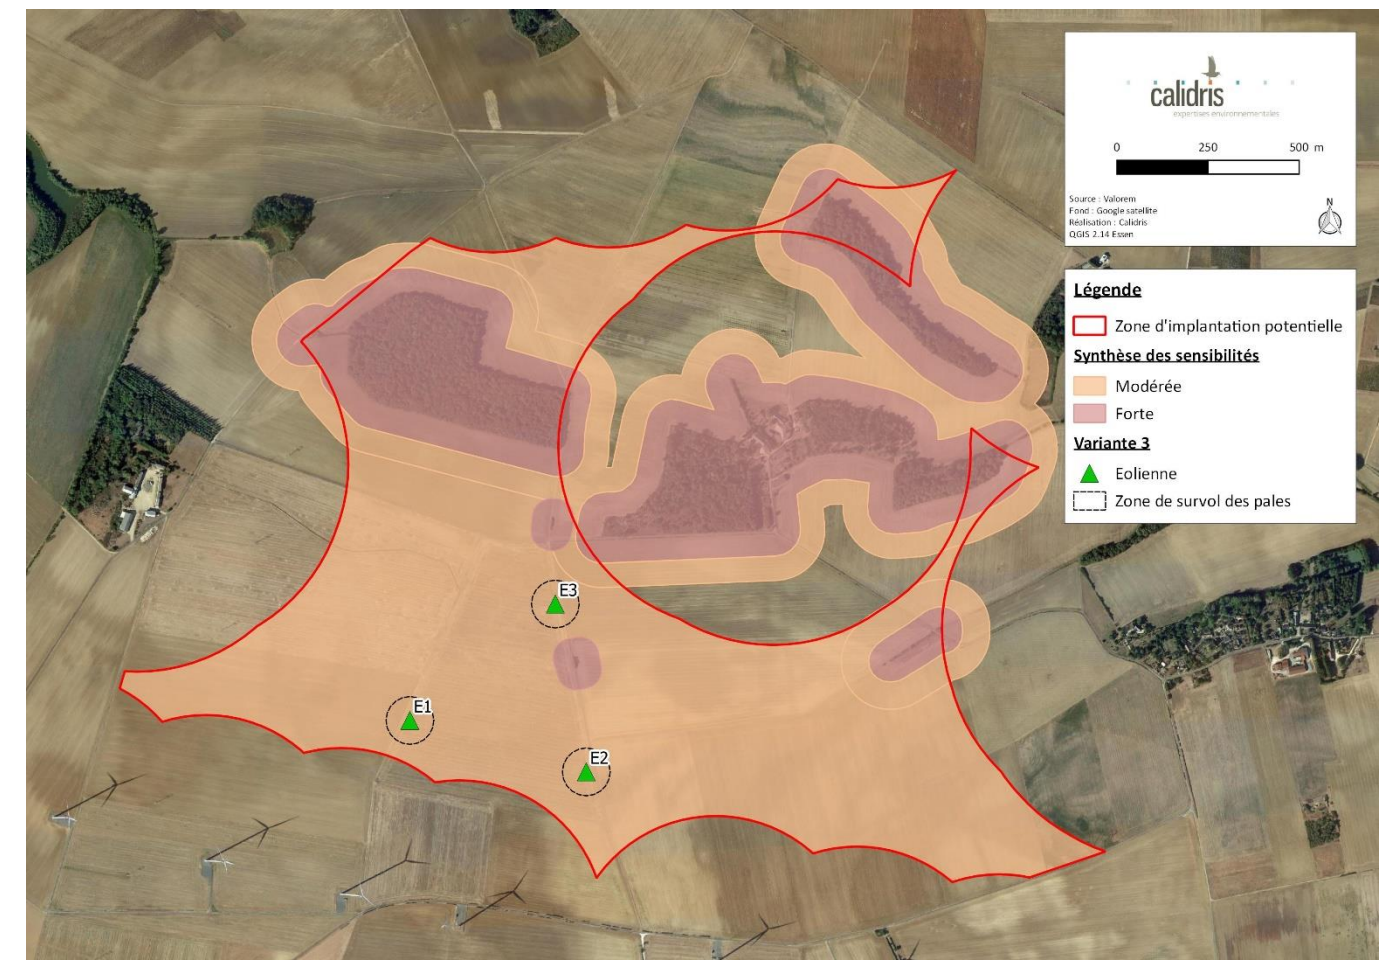 calidris
expertises environnementales
0 250 500 m
Source : Valorem
Fond : Google satellite
Réalisation : Calidris
QGIS 2.14 Essen
N
Légende
Zone d'implantation potentielle
Synthèse des sensibilités
Modérée
Forte
Variante 3
Eolienne
Zone de survol des pales
E3
E1
E2